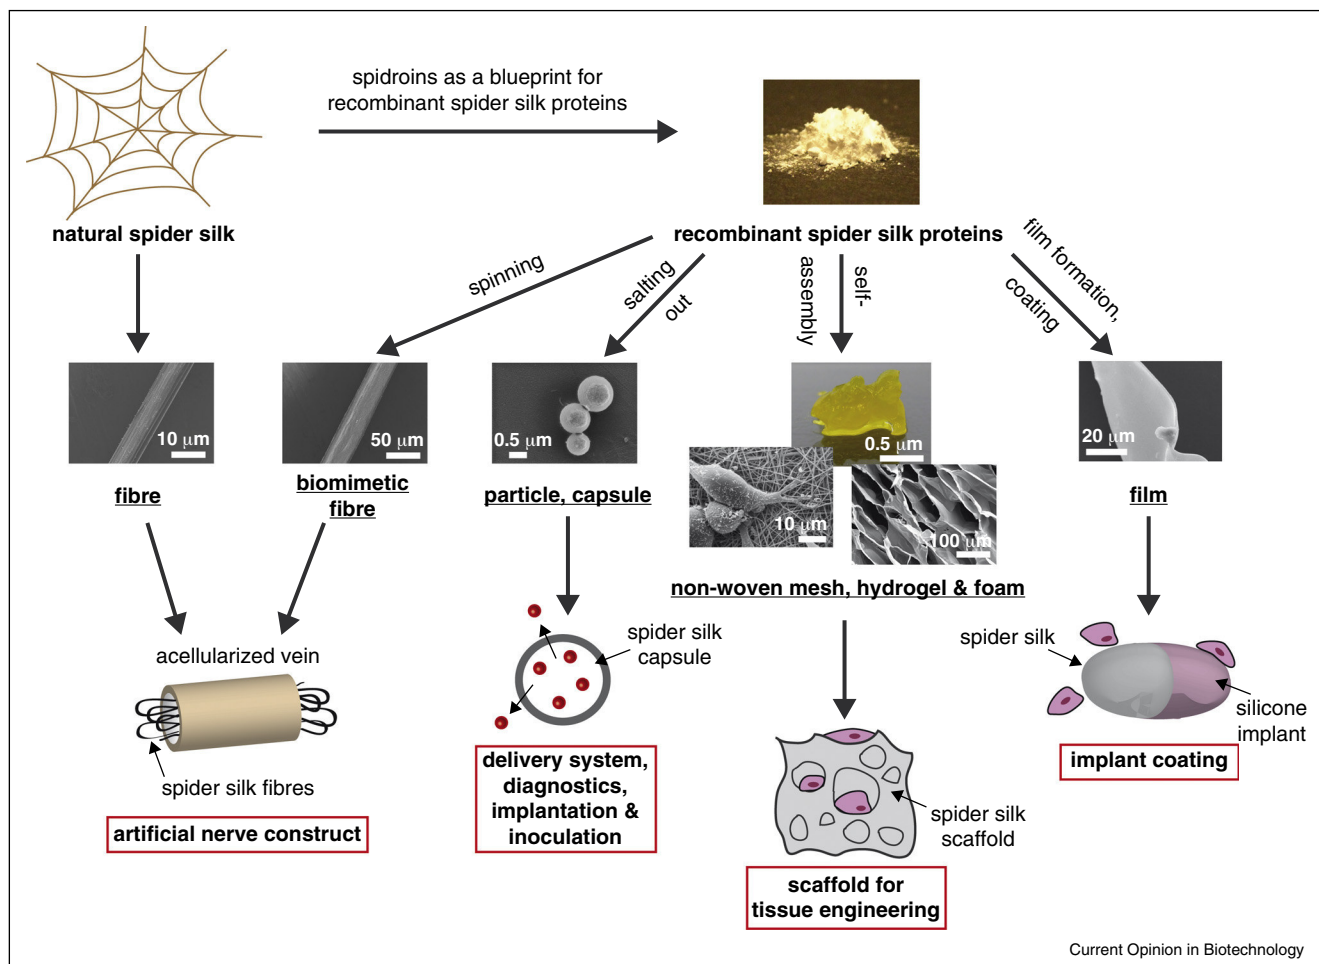 spidroins as a blueprint for
recombinant spider silk proteins
natural spider silk
recombinant spider silk proteins
spinning
salting
out
self-
assembly
film formation,
coating
10 μm
50 μm
0.5 μm
0.5 μm
10 μm
100 μm
20 μm
fibre
biomimetic
fibre
particle, capsule
non-woven mesh, hydrogel & foam
film
acellularized vein
spider silk fibres
artificial nerve construct
spider silk
capsule
delivery system,
diagnostics,
implantation &
inoculation
spider silk
scaffold
scaffold for
tissue engineering
spider silk
silicone
implant
implant coating
Current Opinion in Biotechnology